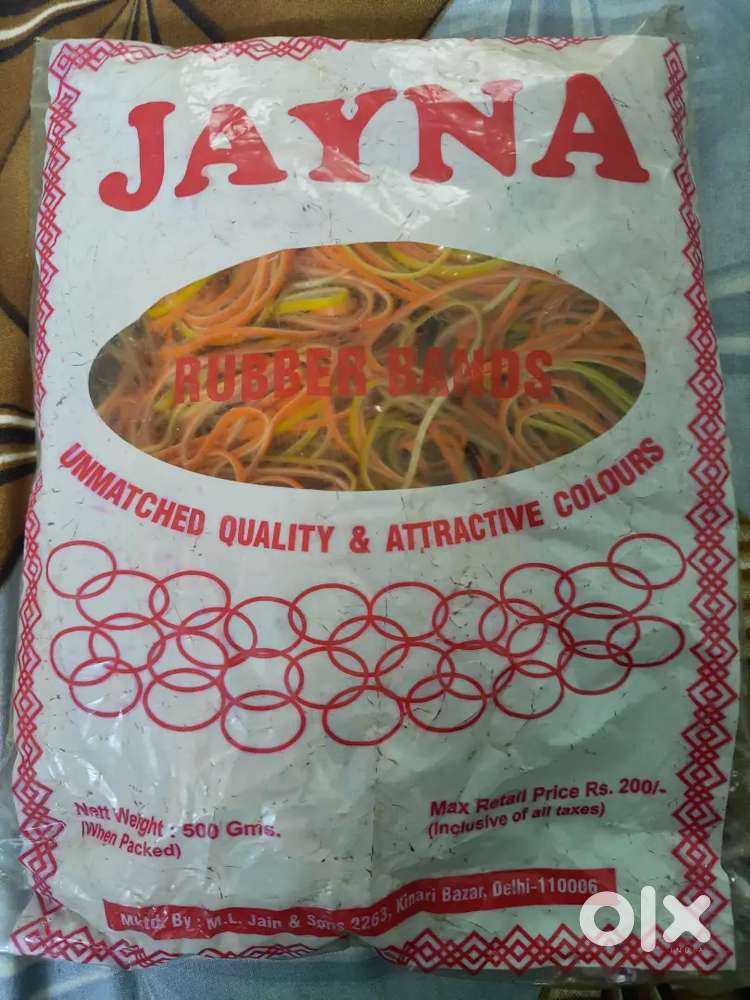 JAYNA
RUBBER BANDS
UNMATCHED QUALITY & ATTRACTIVE COLOURS
Nett Weight : 500 Gms.
(When Packed)
Max Retail Price Rs. 200/-
(Inclusive of all taxes)
Mktd. By : M.L. Jain & Sons 2263, Kinari Bazar, Delhi-110006
olx
INDIA